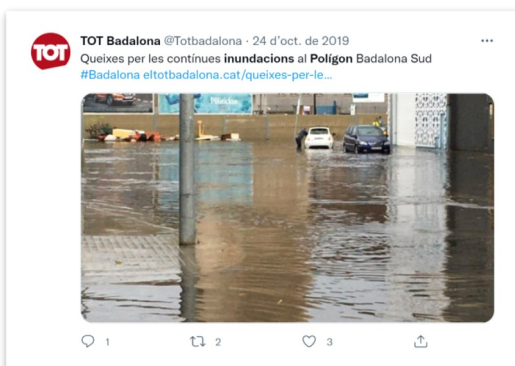 TOT
TOT Badalona @Totbadalona · 24 d'oct. de 2019
Queixes per les contínues inundacions al Polígon Badalona Sud
#Badalona eltotbadalona.cat/queixes-per-le…
1 2 3